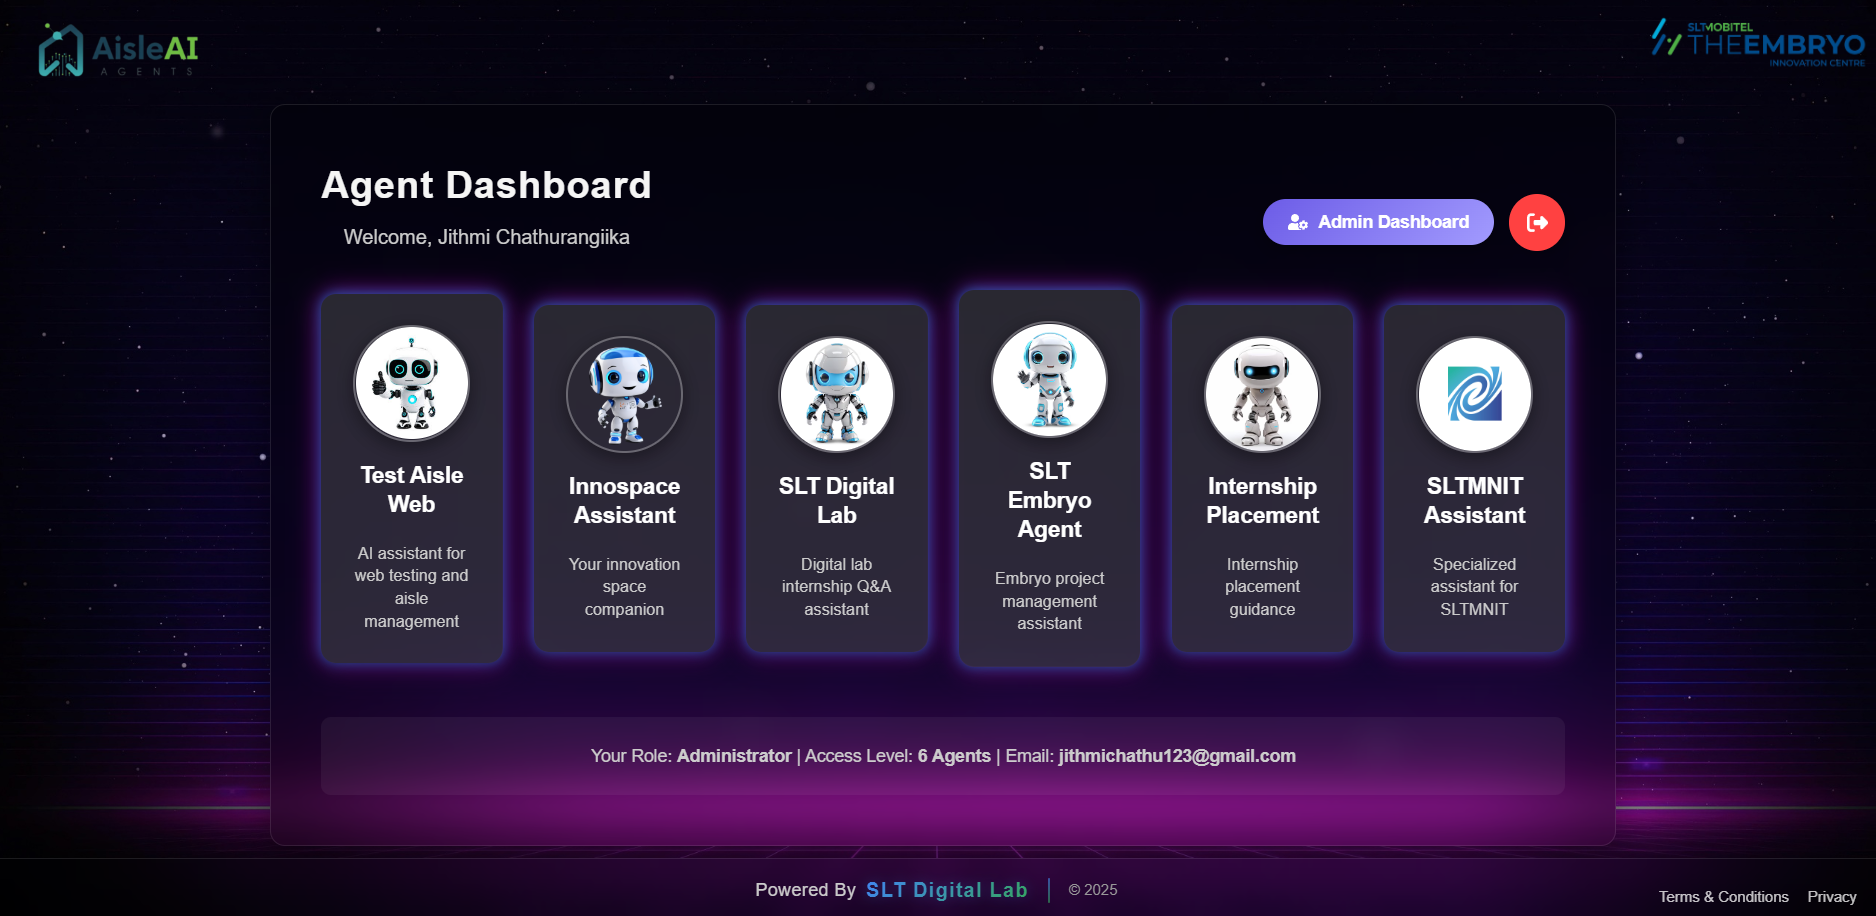 AisleAI
AGENTS
SLTMOBITEL
THEEMBRYO
INNOVATION CENTRE
Agent Dashboard
Welcome, Jithmi Chathurangiika
Admin Dashboard
Test Aisle
Web
AI assistant for
web testing and
aisle
management
Innospace
Assistant
Your innovation
space
companion
SLT Digital
Lab
Digital lab
internship Q&A
assistant
SLT
Embryo
Agent
Embryo project
management
assistant
Internship
Placement
Internship
placement
guidance
SLTMNIT
Assistant
Specialized
assistant for
SLTMNIT
Your Role: Administrator | Access Level: 6 Agents | Email: jithmichathu123@gmail.com
Powered By SLT Digital Lab | © 2025
Terms & Conditions Privacy